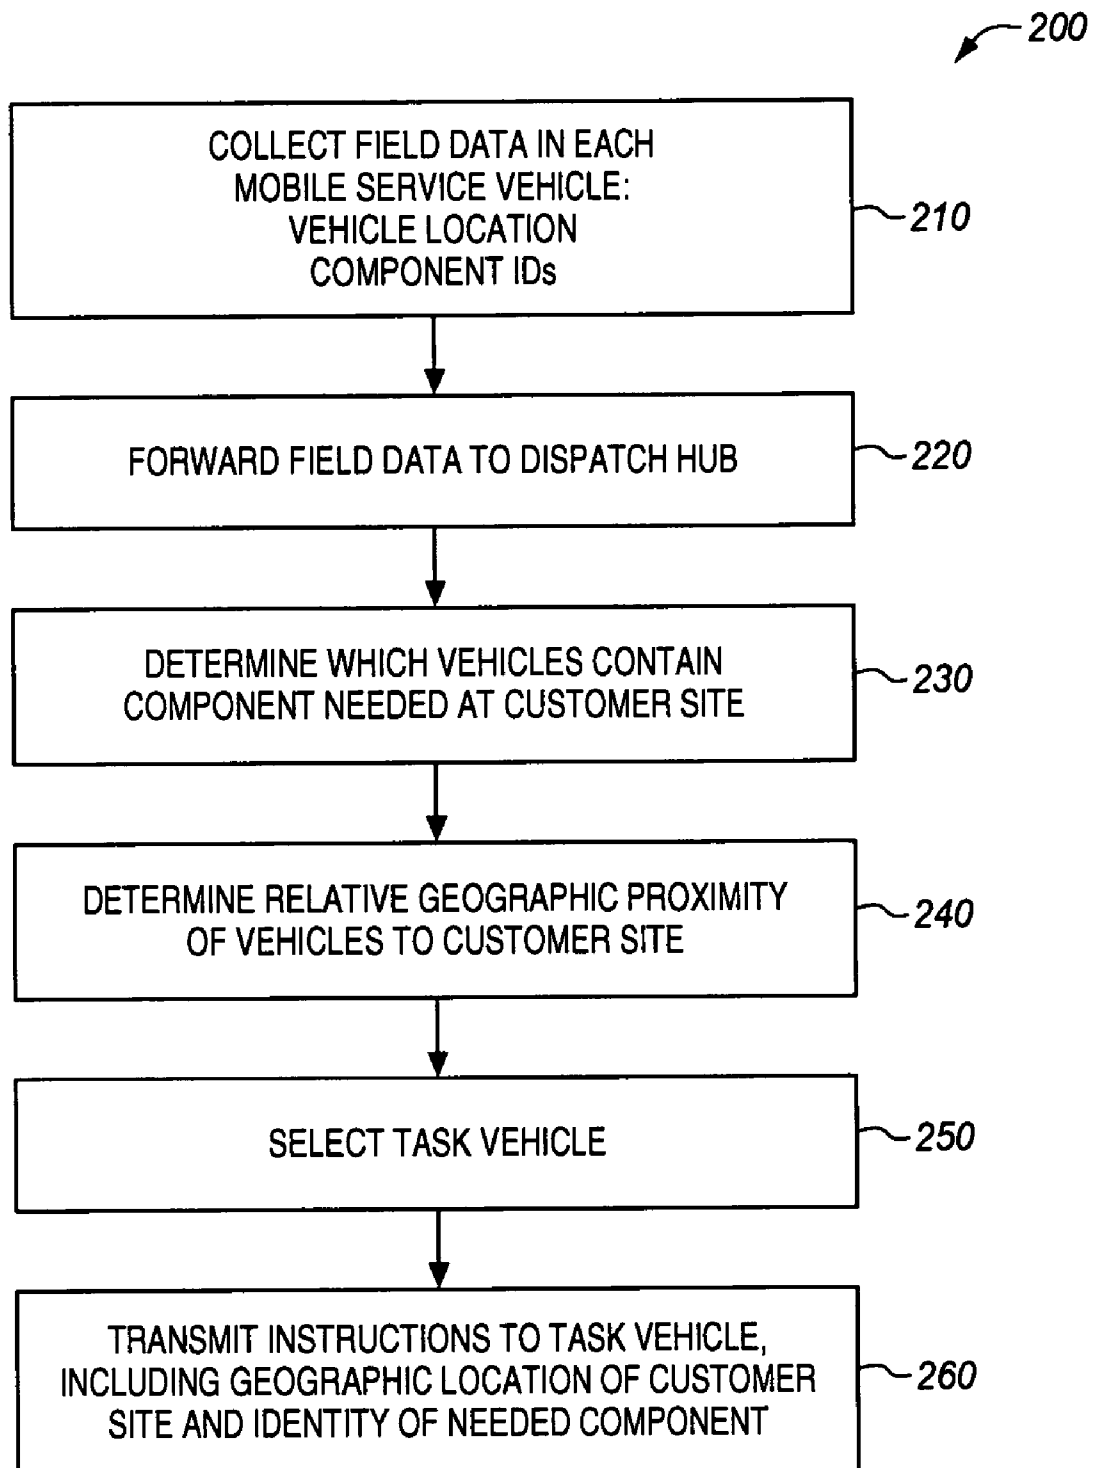 200
COLLECT FIELD DATA IN EACH
MOBILE SERVICE VEHICLE:
VEHICLE LOCATION
COMPONENT IDs
210
FORWARD FIELD DATA TO DISPATCH HUB
220
DETERMINE WHICH VEHICLES CONTAIN
COMPONENT NEEDED AT CUSTOMER SITE
230
DETERMINE RELATIVE GEOGRAPHIC PROXIMITY
OF VEHICLES TO CUSTOMER SITE
240
SELECT TASK VEHICLE
250
TRANSMIT INSTRUCTIONS TO TASK VEHICLE,
INCLUDING GEOGRAPHIC LOCATION OF CUSTOMER
SITE AND IDENTITY OF NEEDED COMPONENT
260